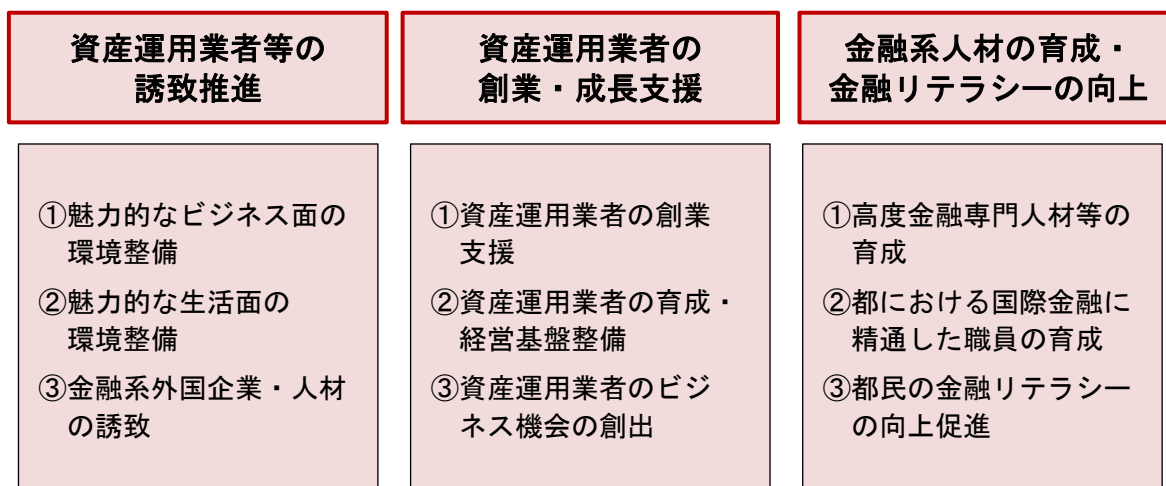 資産運用業者等の
誘致推進
①魅力的なビジネス面の
環境整備
②魅力的な生活面の
環境整備
③金融系外国企業・人材
の誘致
資産運用業者の
創業・成長支援
①資産運用業者の創業
支援
②資産運用業者の育成・
経営基盤整備
③資産運用業者のビジ
ネス機会の創出
金融系人材の育成・
金融リテラシーの向上
①高度金融専門人材等の
育成
②都における国際金融に
精通した職員の育成
③都民の金融リテラシー
の向上促進